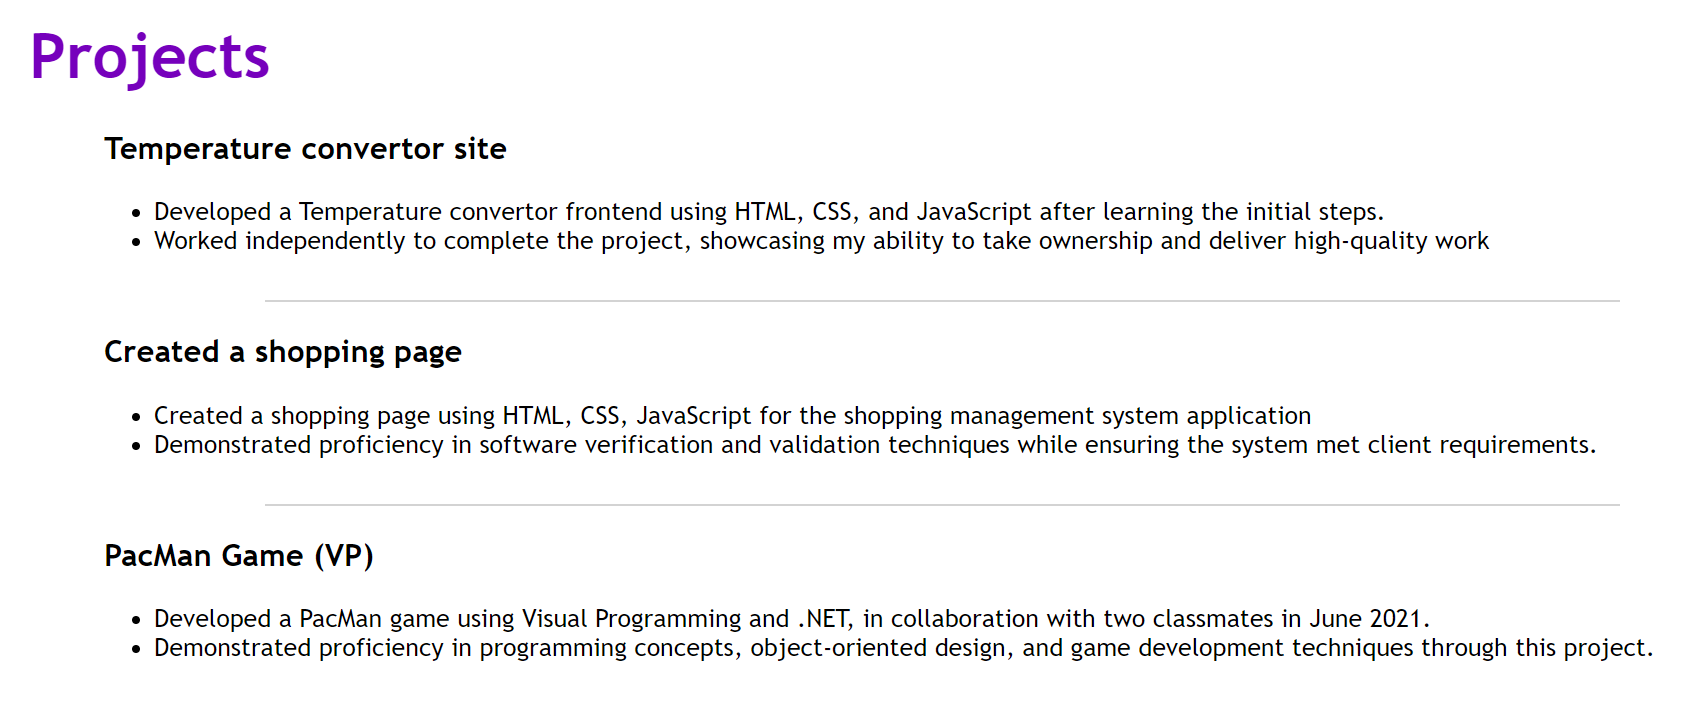 Projects
Temperature convertor site
• Developed a Temperature convertor frontend using HTML, CSS, and JavaScript after learning the initial steps.
• Worked independently to complete the project, showcasing my ability to take ownership and deliver high-quality work
Created a shopping page
• Created a shopping page using HTML, CSS, JavaScript for the shopping management system application
• Demonstrated proficiency in software verification and validation techniques while ensuring the system met client requirements.
PacMan Game (VP)
• Developed a PacMan game using Visual Programming and .NET, in collaboration with two classmates in June 2021.
• Demonstrated proficiency in programming concepts, object-oriented design, and game development techniques through this project.